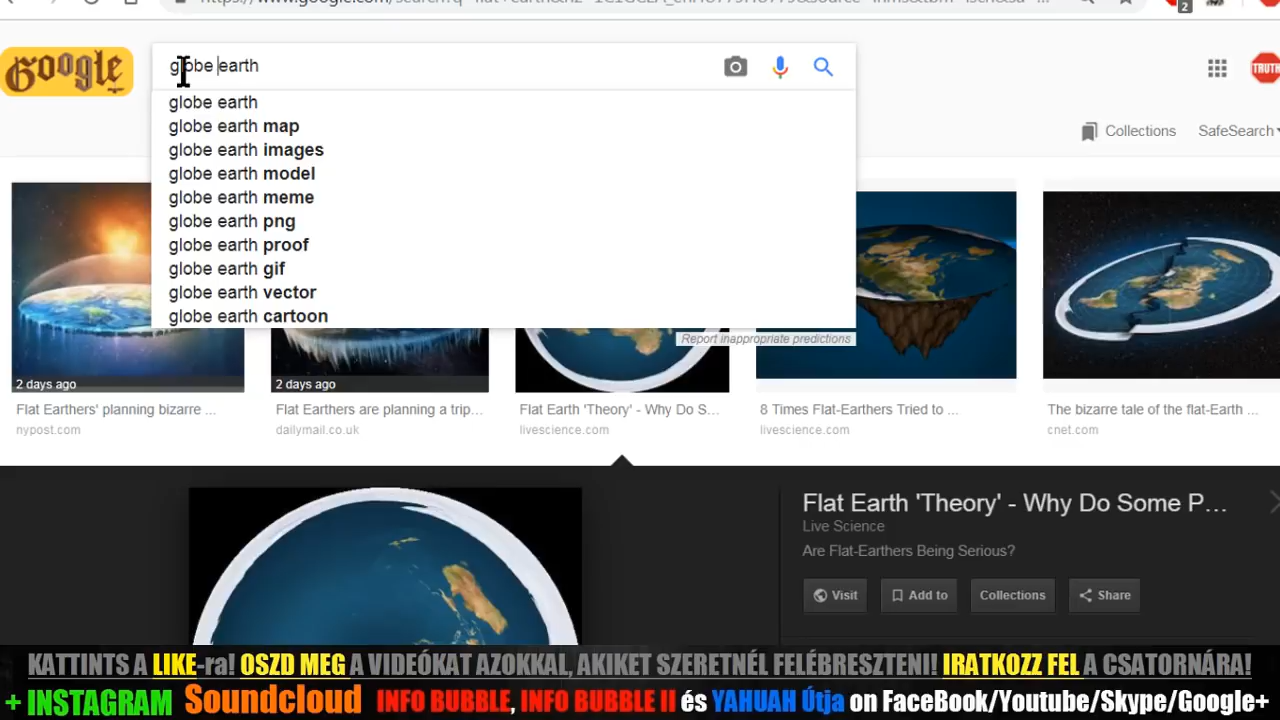 Google
globe earth
globe earth
globe earth map
globe earth images
globe earth model
globe earth meme
globe earth png
globe earth proof
globe earth gif
globe earth vector
globe earth cartoon
Report inappropriate predictions
2
TRUTH
Collections
SafeSearch
2 days ago
2 days ago
Flat Earthers' planning bizarre ...
nypost.com
Flat Earthers are planning a trip...
dailymail.co.uk
Flat Earth 'Theory' - Why Do S...
livescience.com
8 Times Flat-Earthers Tried to ...
livescience.com
The bizarre tale of the flat-Earth ...
cnet.com
Flat Earth 'Theory' - Why Do Some P...
Live Science
Are Flat-Earthers Being Serious?
Visit
Add to
Collections
Share
KATTINTS A LIKE-ra! OSZD MEG A VIDEÓKAT AZOKKAL, AKIKET SZERETNÉL FELÉBRESZTENI! IRATKOZZ FEL A CSATORNÁRA!
+ INSTAGRAM Soundcloud INFO BUBBLE, INFO BUBBLE II és YAHUAH Útja on FaceBook/Youtube/Skype/Google+